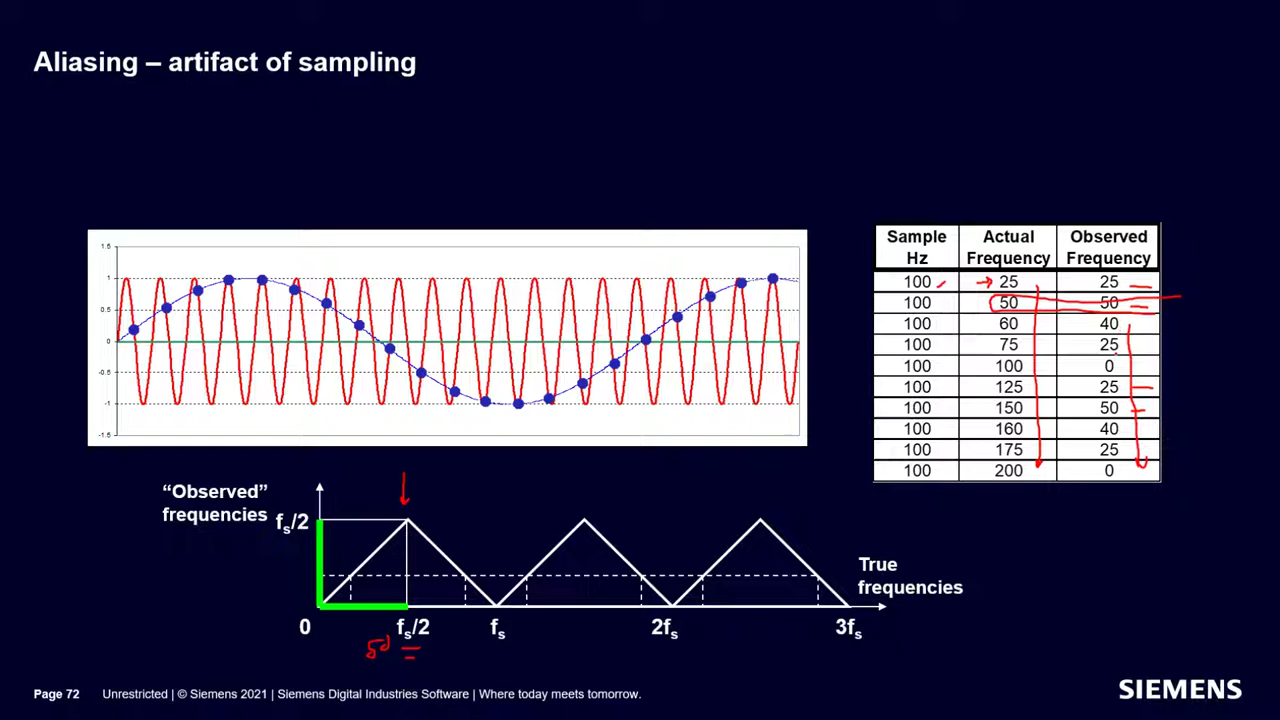 Aliasing – artifact of sampling
1.5
1
0.5
0
-0.5
-1
-1.5
Sample Hz Actual Frequency Observed Frequency
100 25 25
100 50 50
100 60 40
100 75 25
100 100 0
100 125 25
100 150 50
100 160 40
100 175 25
100 200 0
“Observed”
frequencies
fs/2
True
frequencies
0 fs/2 fs 2fs 3fs
50
Page 72 Unrestricted | © Siemens 2021 | Siemens Digital Industries Software | Where today meets tomorrow.
SIEMENS